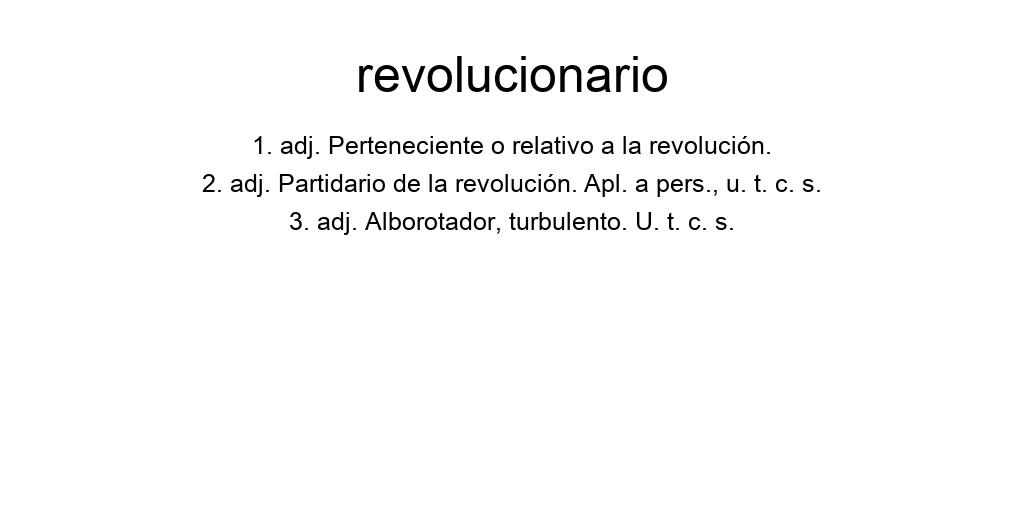 revolucionario
1. adj. Perteneciente o relativo a la revolución.
2. adj. Partidario de la revolución. Apl. a pers., u. t. c. s.
3. adj. Alborotador, turbulento. U. t. c. s.